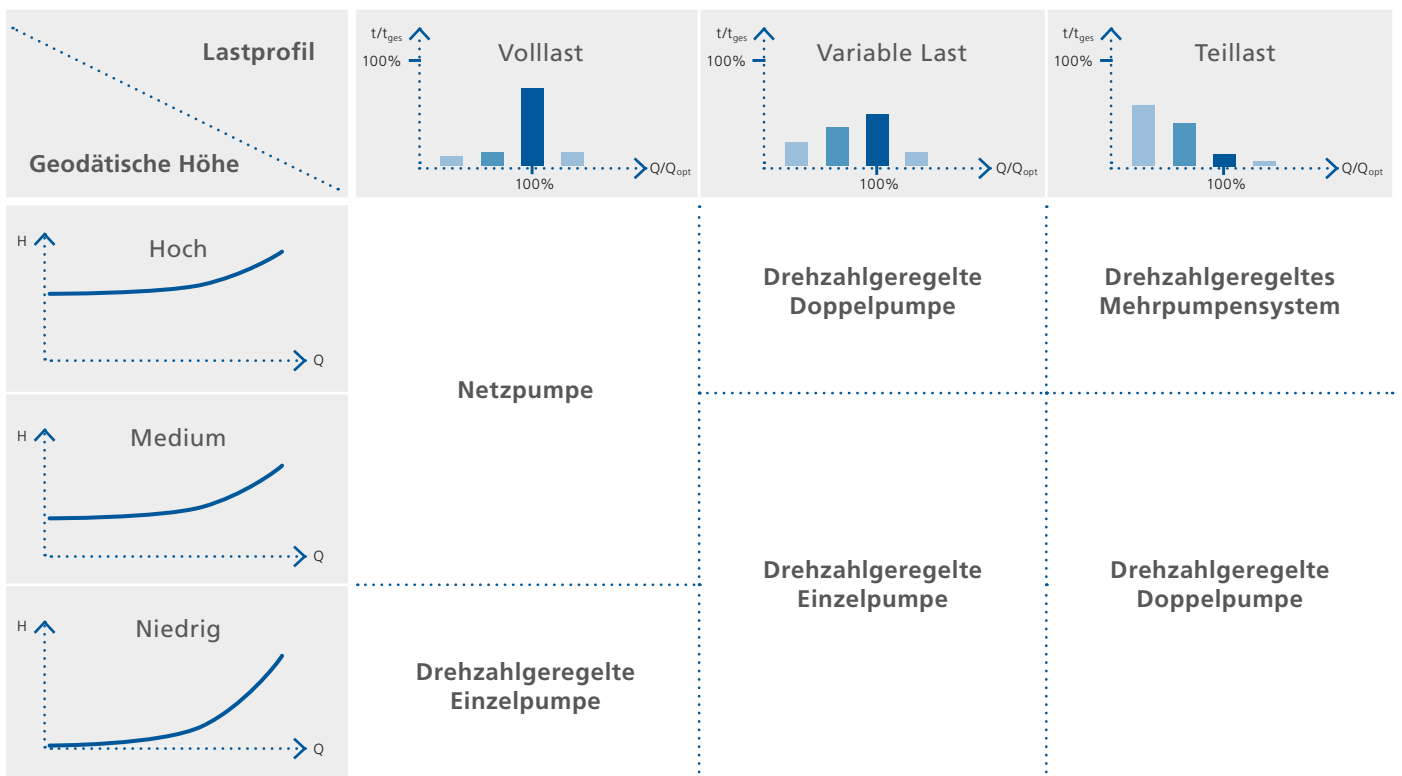 Lastprofil
Geodätische Höhe
t/tges
100%
Volllast
Q/Qopt
100%
t/tges
100%
Variable Last
Q/Qopt
100%
t/tges
100%
Teillast
Q/Qopt
100%
H
Hoch
Q
Drehzahlgeregelte
Doppelpumpe
Drehzahlgeregeltes
Mehrpumpensystem
Netzpumpe
H
Medium
Q
Drehzahlgeregelte
Einzelpumpe
Drehzahlgeregelte
Doppelpumpe
H
Niedrig
Q
Drehzahlgeregelte
Einzelpumpe